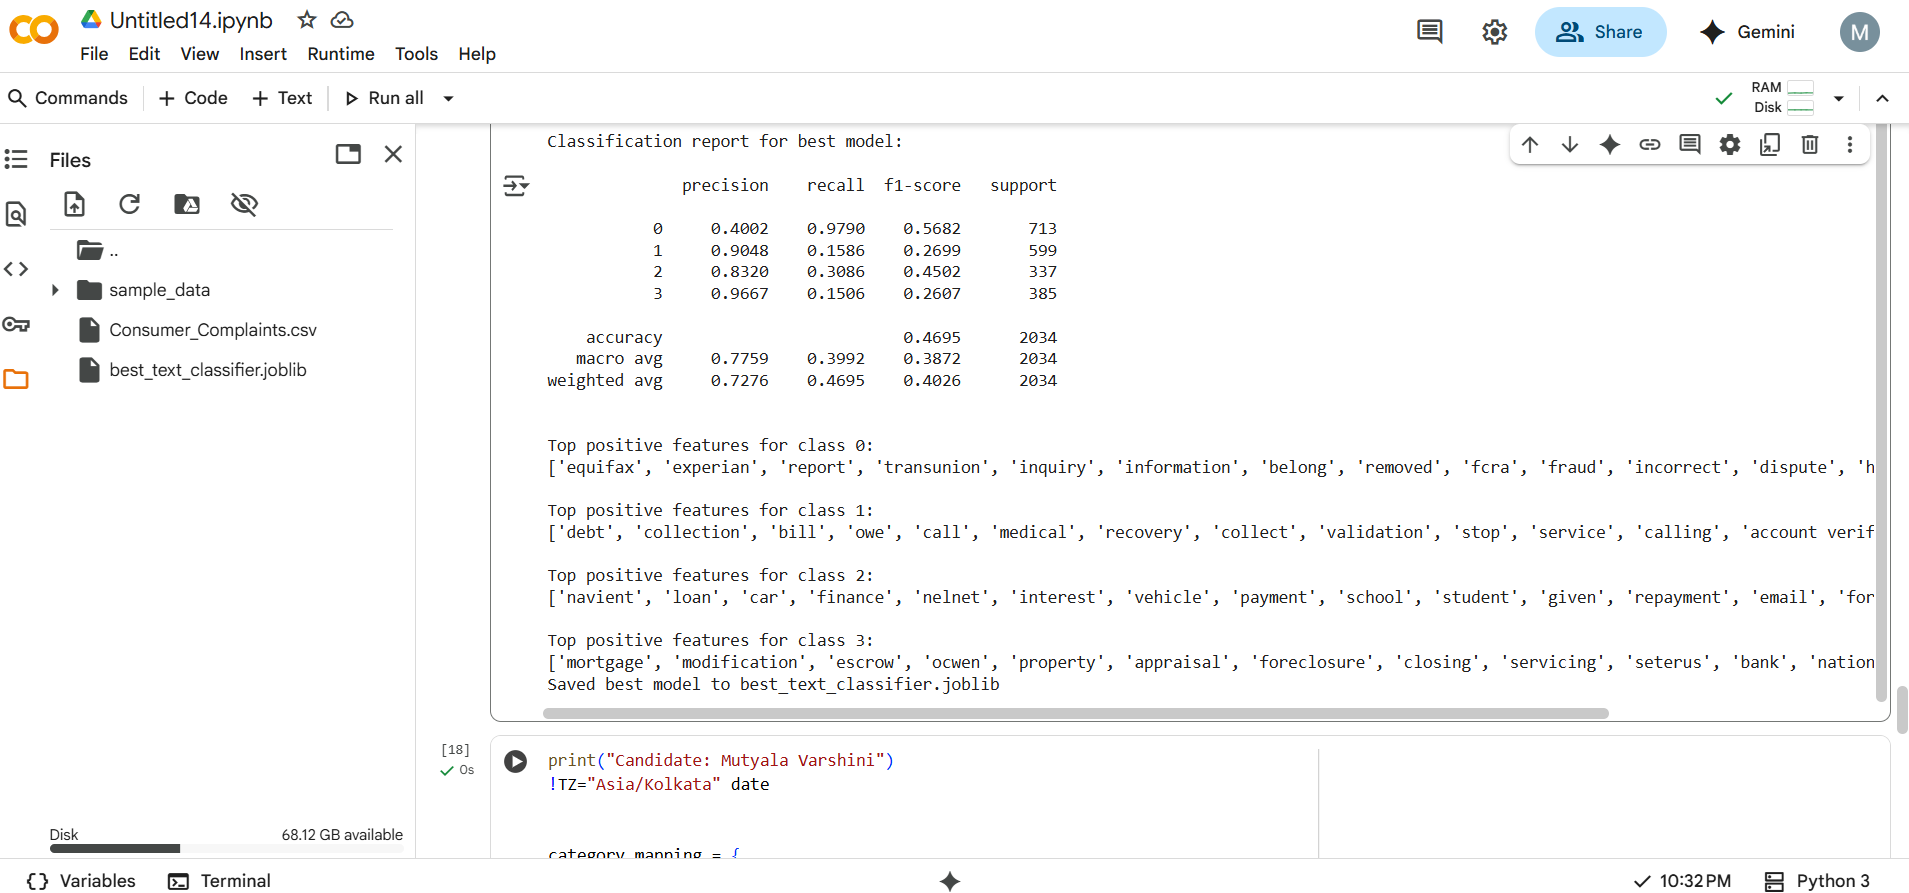 Untitled14.ipynb
File Edit View Insert Runtime Tools Help
Share
Gemini
M
Commands + Code + Text Run all
RAM
Disk
Files
..
sample_data
Consumer_Complaints.csv
best_text_classifier.joblib
Disk 68.12 GB available
Classification report for best model:
precision recall f1-score support
0 0.4002 0.9790 0.5682 713
1 0.9048 0.1586 0.2699 599
2 0.8320 0.3086 0.4502 337
3 0.9667 0.1506 0.2607 385
accuracy 0.4695 2034
macro avg 0.7759 0.3992 0.3872 2034
weighted avg 0.7276 0.4695 0.4026 2034
Top positive features for class 0:
['equifax', 'experian', 'report', 'transunion', 'inquiry', 'information', 'belong', 'removed', 'fcra', 'fraud', 'incorrect', 'dispute', 'h
Top positive features for class 1:
['debt', 'collection', 'bill', 'owe', 'call', 'medical', 'recovery', 'collect', 'validation', 'stop', 'service', 'calling', 'account verif
Top positive features for class 2:
['navient', 'loan', 'car', 'finance', 'nelnet', 'interest', 'vehicle', 'payment', 'school', 'student', 'given', 'repayment', 'email', 'for
Top positive features for class 3:
['mortgage', 'modification', 'escrow', 'ocwen', 'property', 'appraisal', 'foreclosure', 'closing', 'servicing', 'seterus', 'bank', 'nation
Saved best model to best_text_classifier.joblib
[18]
0s
print("Candidate: Mutyala Varshini")
!TZ="Asia/Kolkata" date
category_mapping = {
Variables Terminal 10:32 PM Python 3